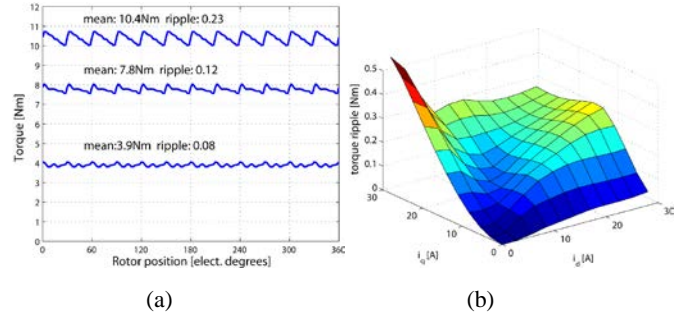 12
11
10
9
8
7
6
5
4
3
2
1
0
Torque [Nm]
mean: 10.4Nm ripple: 0.23
mean: 7.8Nm ripple: 0.12
mean:3.9Nm ripple: 0.08
0 60 120 180 240 300 360
Rotor position [elect. degrees]
(a)
0.5
0.4
0.3
0.2
0.1
0
torque ripple [Nm]
30
20
10
0
i_q [A]
0
10
20
30
i_d [A]
(b)